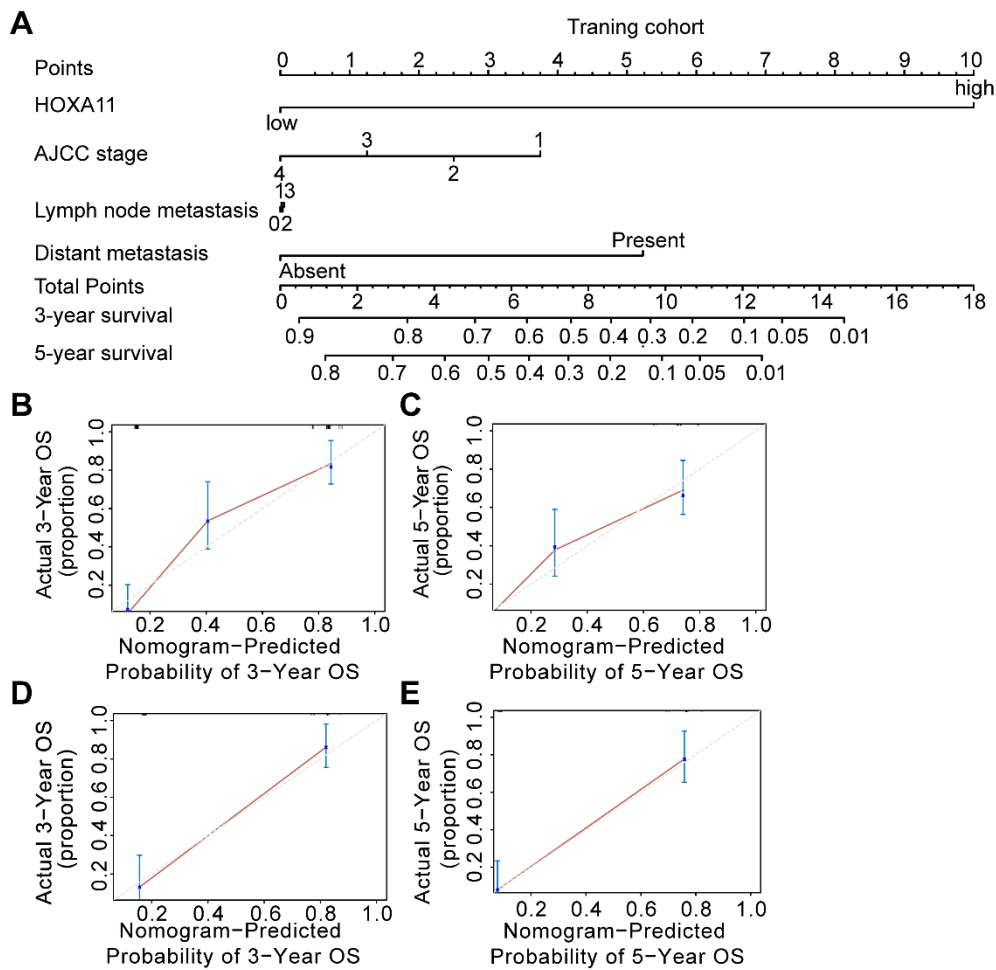 A
Traning cohort
Points
0 1 2 3 4 5 6 7 8 9 10
HOXA11
high
low
AJCC stage
3 1
4 2
Lymph node metastasis
13
02
Distant metastasis
Present
Absent
Total Points
0 2 4 6 8 10 12 14 16 18
3-year survival
0.9 0.8 0.7 0.6 0.5 0.4 0.3 0.2 0.1 0.05 0.01
5-year survival
0.8 0.7 0.6 0.5 0.4 0.3 0.2 0.1 0.05 0.01
B
Actual 3-Year OS
(proportion)
0.2 0.4 0.6 0.8 1.0
0.2 0.4 0.6 0.8 1.0
Nomogram-Predicted
Probability of 3-Year OS
C
Actual 5-Year OS
(proportion)
0.2 0.4 0.6 0.8 1.0
0.2 0.4 0.6 0.8 1.0
Nomogram-Predicted
Probability of 5-Year OS
D
Actual 3-Year OS
(proportion)
0.2 0.4 0.6 0.8 1.0
0.2 0.4 0.6 0.8 1.0
Nomogram-Predicted
Probability of 3-Year OS
E
Actual 5-Year OS
(proportion)
0.2 0.4 0.6 0.8 1.0
0.2 0.4 0.6 0.8 1.0
Nomogram-Predicted
Probability of 5-Year OS